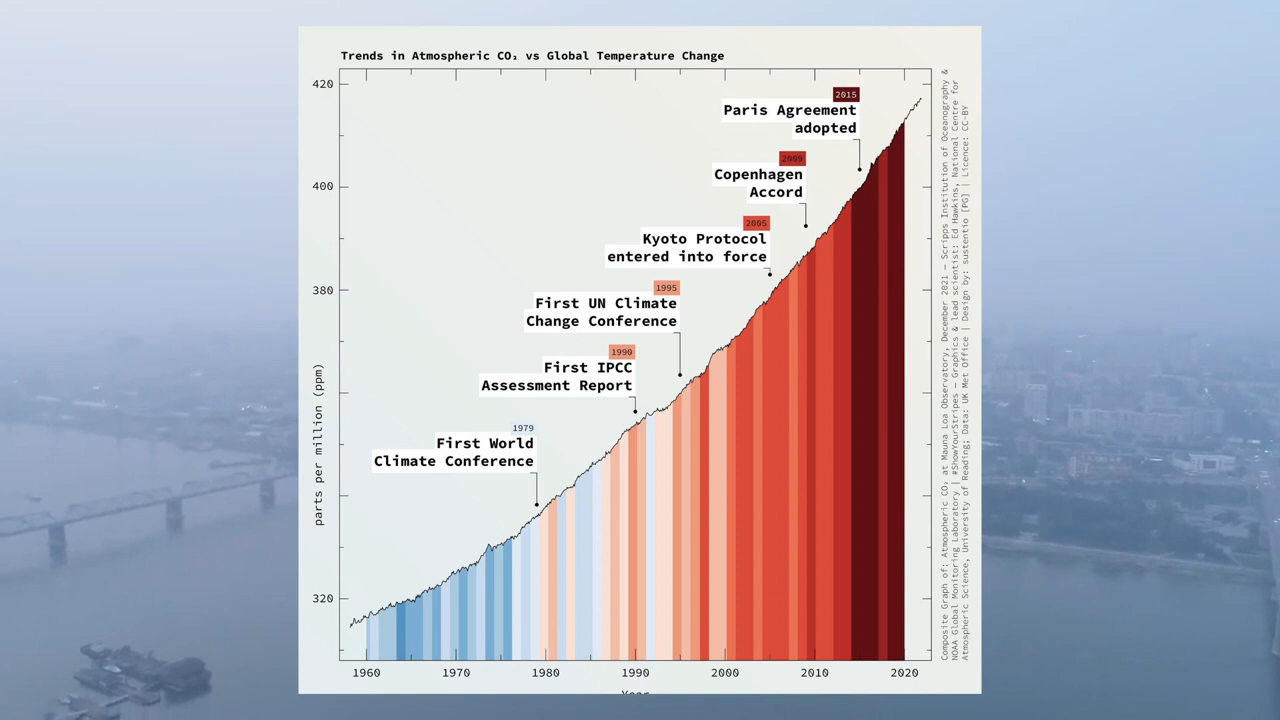 Trends in Atmospheric CO₂ vs Global Temperature Change
420
400
380
320
parts per million (ppm)
2015
Paris Agreement
adopted
2009
Copenhagen
Accord
2005
Kyoto Protocol
entered into force
1995
First UN Climate
Change Conference
1990
First IPCC
Assessment Report
1979
First World
Climate Conference
1960 1970 1980 1990 2000 2010 2020
Year
Composite Graph of: Atmospheric CO₂ at Mauna Loa Observatory, December 2021 – Scripps Institution of Oceanography &
NOAA Global Monitoring Laboratory | #ShowYourStripes – Graphics & lead scientist: Ed Hawkins, National Centre for
Atmospheric Science, University of Reading; Data: UK Met Office | Design by: sustentio [PG] | Licence: CC-BY